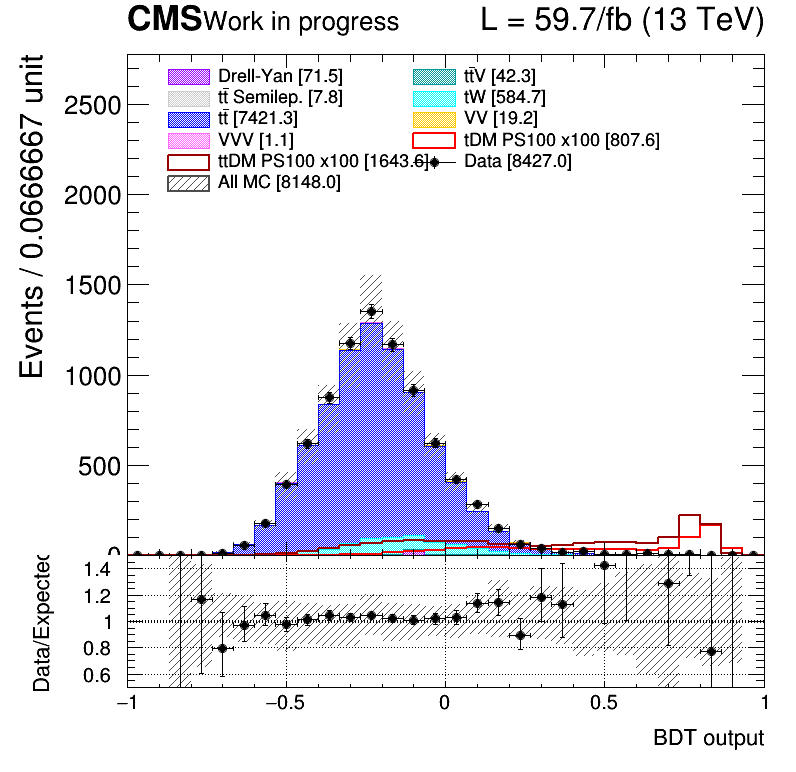 CMS Work in progress L = 59.7/fb (13 TeV)
Events / 0.0666667 unit
Drell-Yan [71.5] tt̄V [42.3]
tt̄ Semilep. [7.8] tW [584.7]
tt̄ [7421.3] VV [19.2]
VVV [1.1] tDM PS100 x100 [807.6]
ttDM PS100 x100 [1643.6] Data [8427.0]
All MC [8148.0]
2500
2000
1500
1000
500
0
Data/Expected
1.4
1.2
1
0.8
0.6
−1 −0.5 0 0.5 1
BDT output